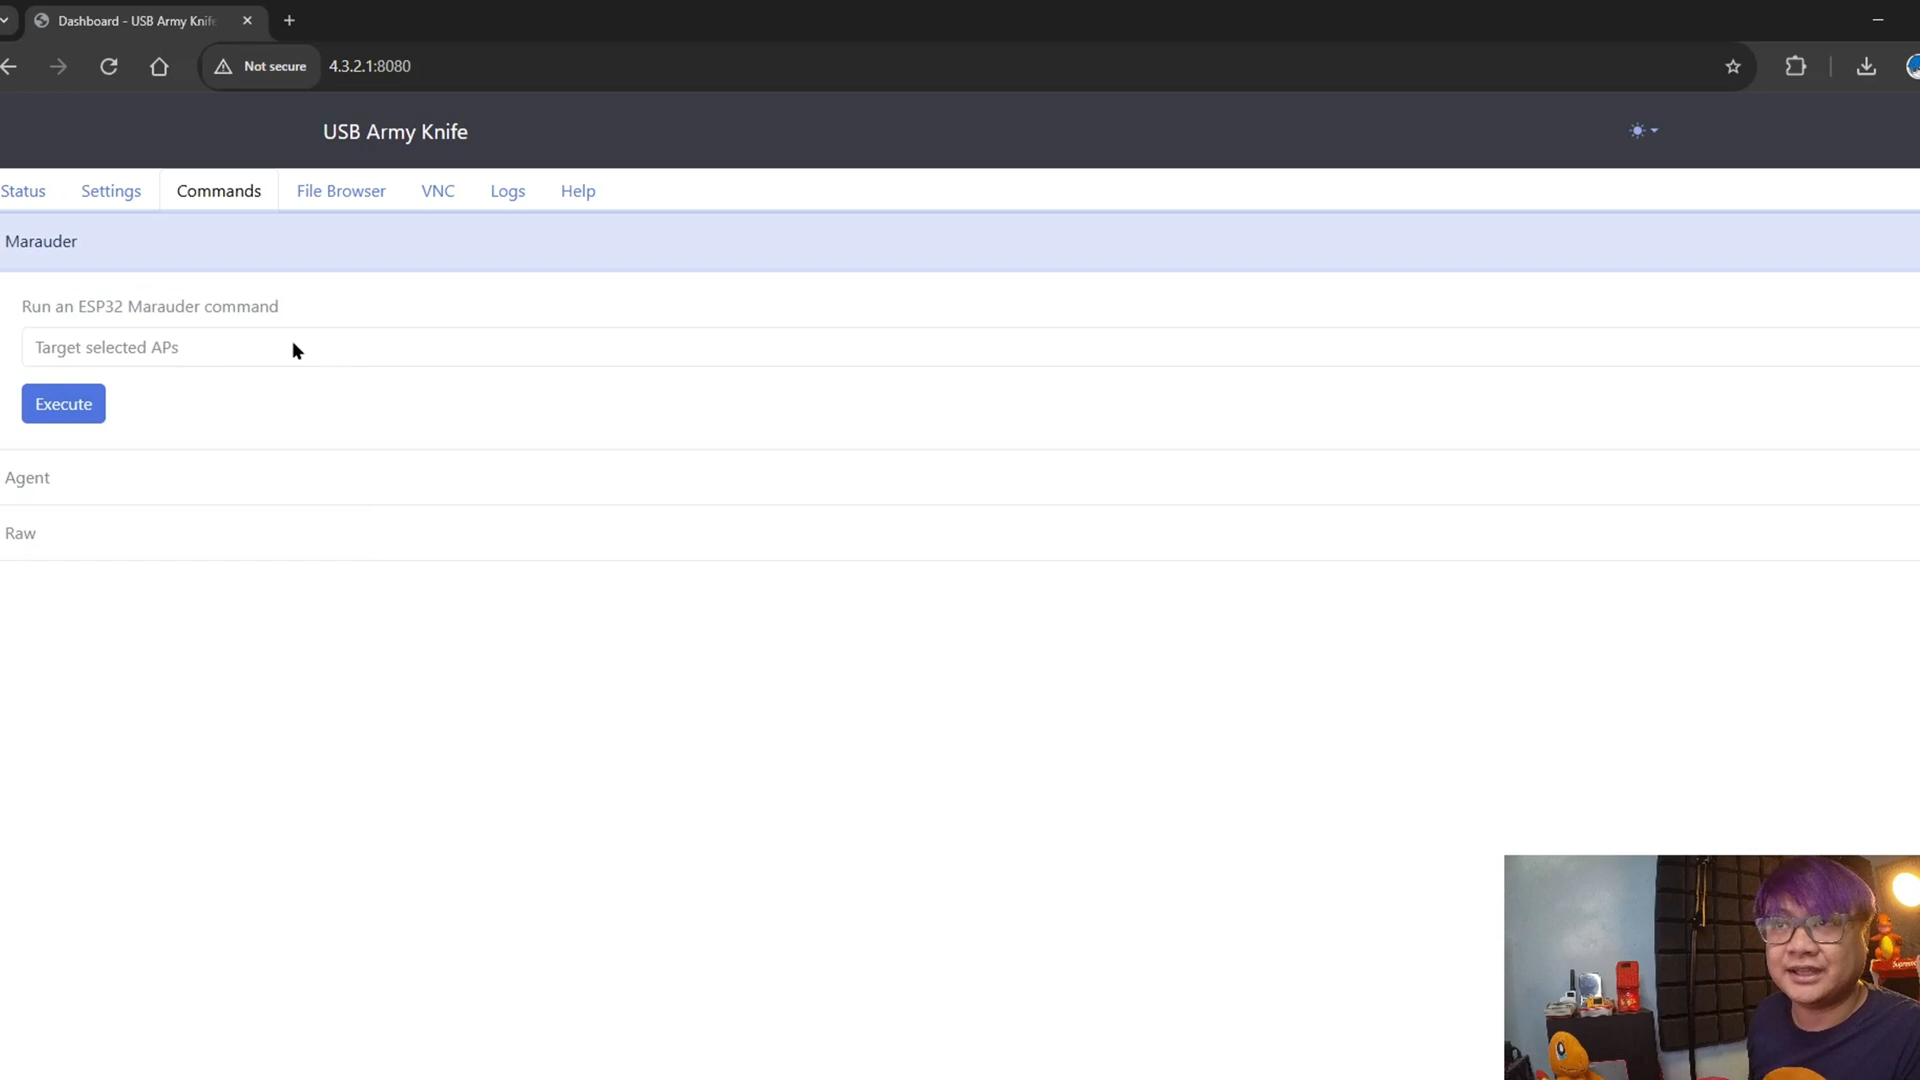 Dashboard - USB Army Knife
Not secure
4.3.2.1:8080
USB Army Knife
Status
Settings
Commands
File Browser
VNC
Logs
Help
Marauder
Run an ESP32 Marauder command
Target selected APs
Execute
Agent
Raw
Supreme